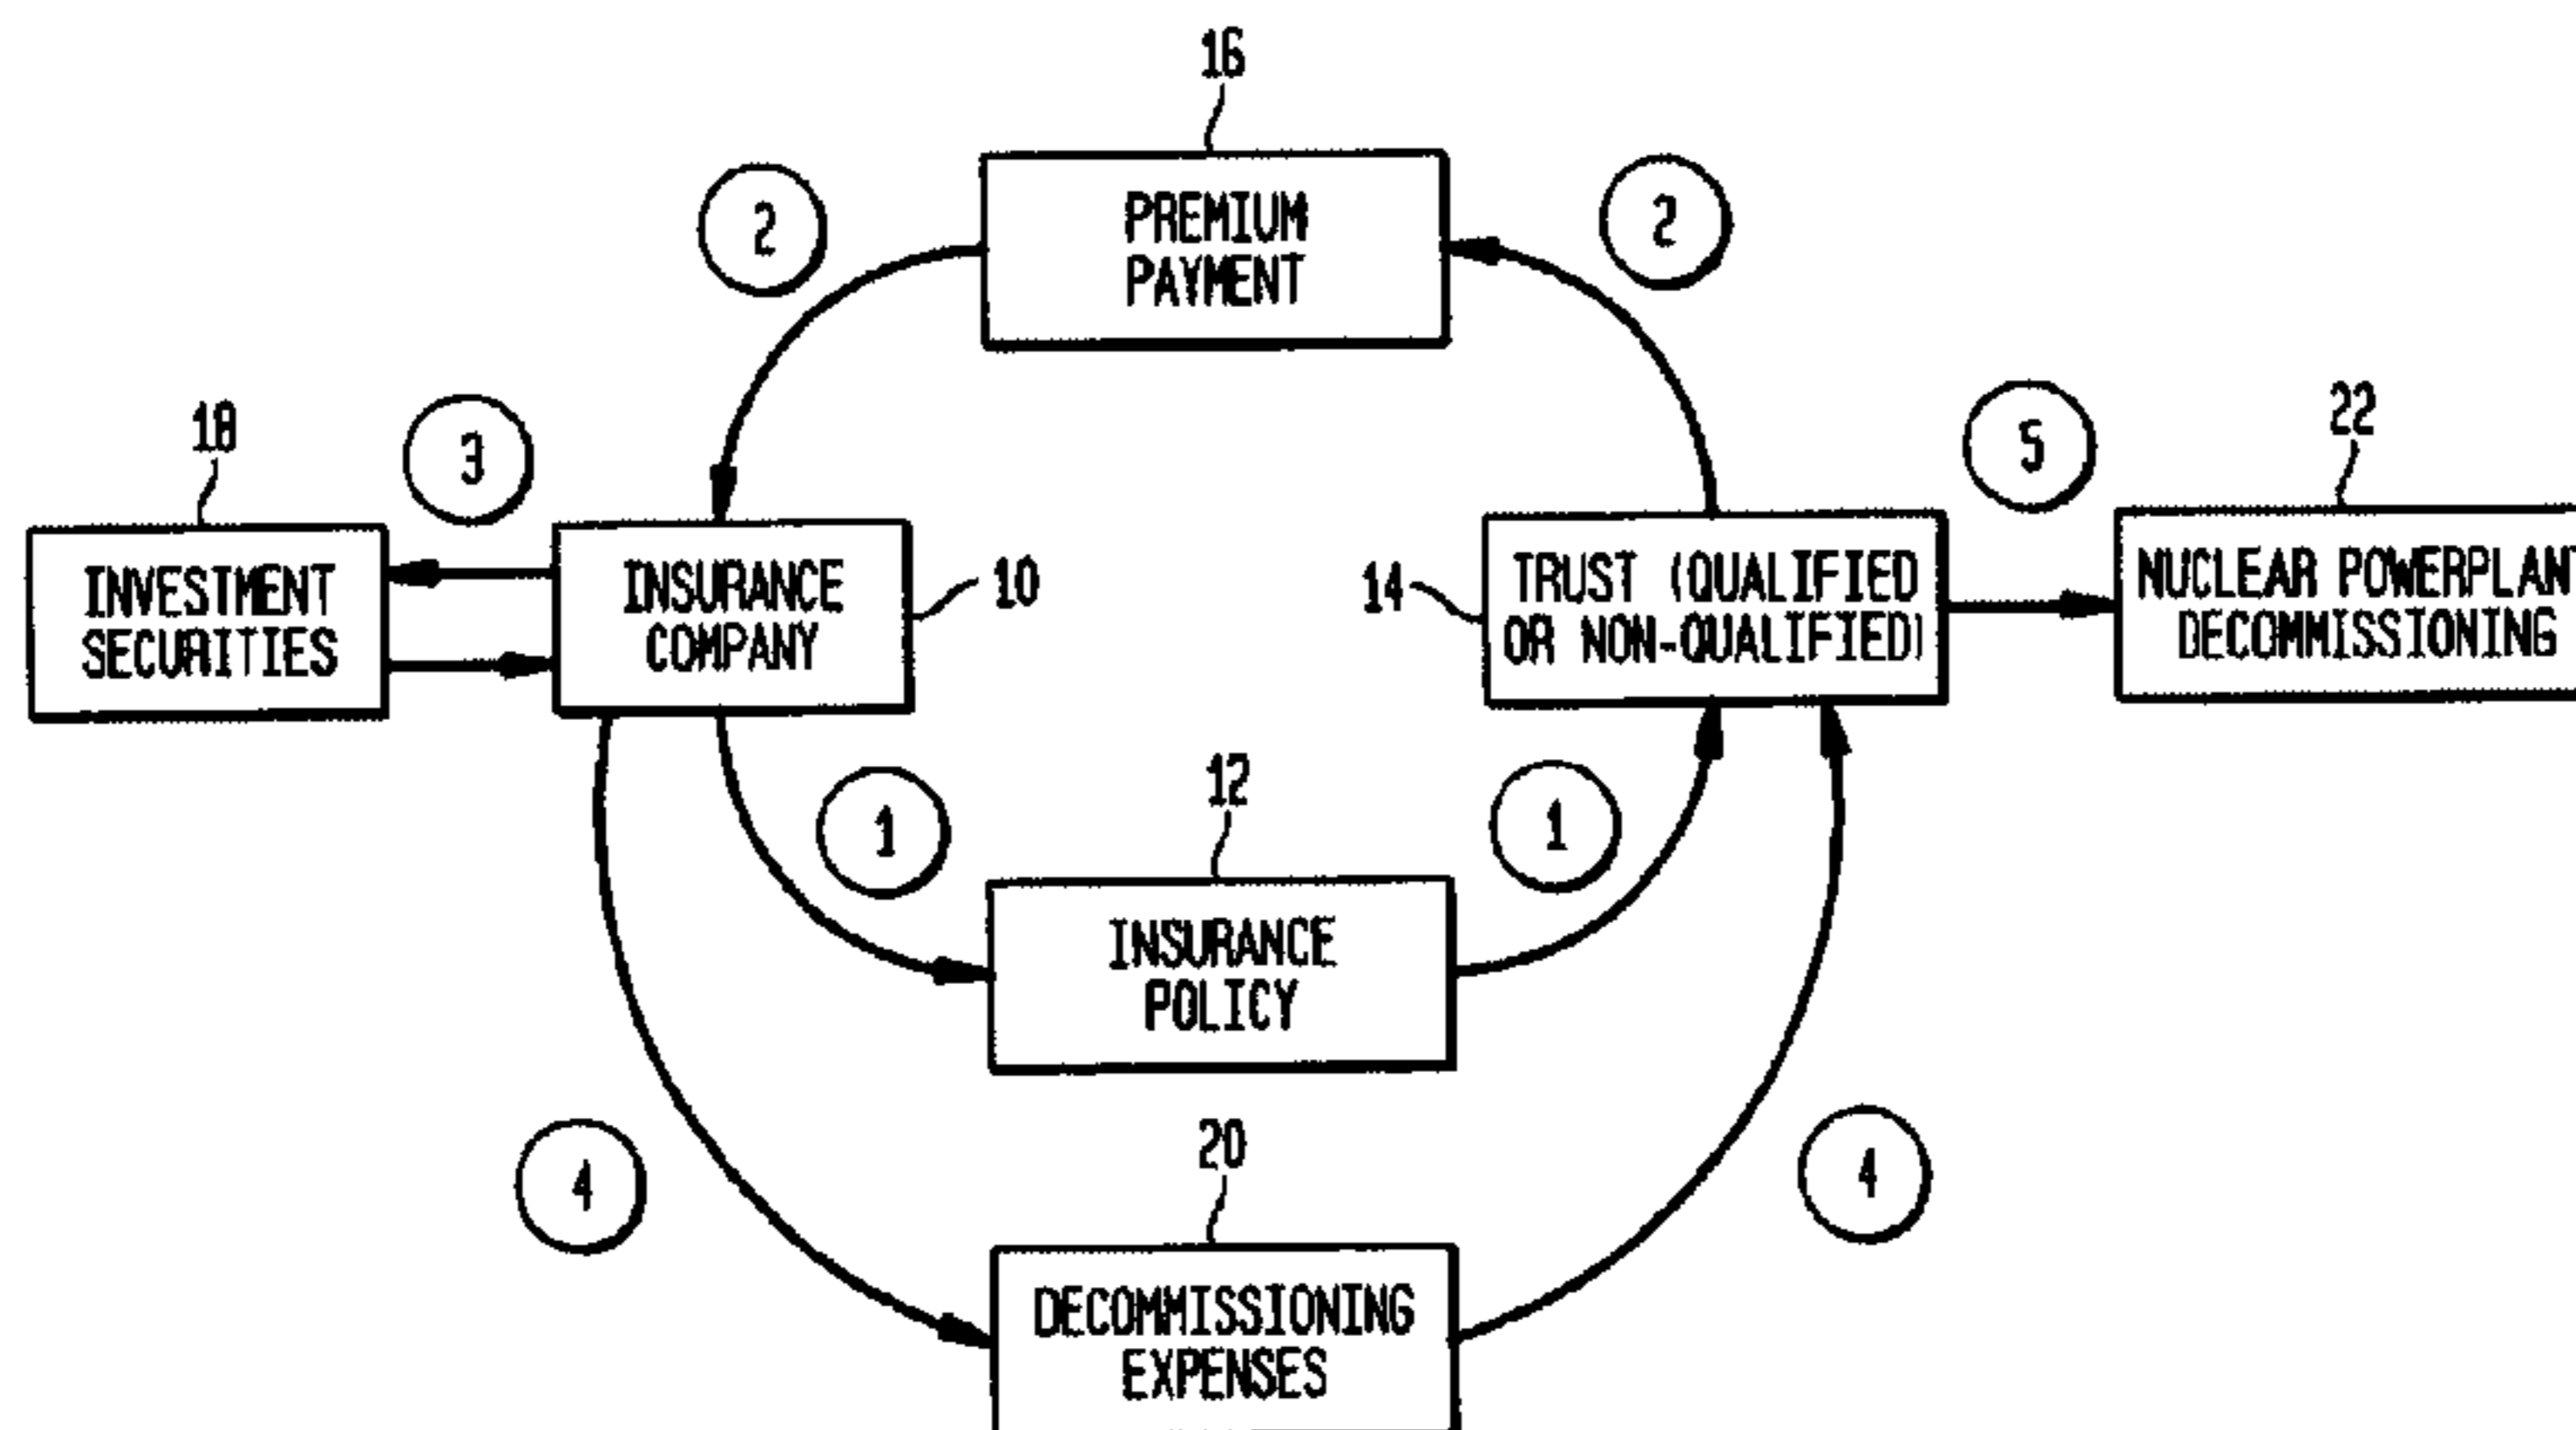 16
2
PREMIUM
PAYMENT
2
18
3
5
22
INVESTMENT
SECURITIES
INSURANCE
COMPANY
10
14
TRUST (QUALIFIED
OR NON-QUALIFIED)
NUCLEAR POWERPLANT
DECOMMISSIONING
12
1
1
INSURANCE
POLICY
4
20
4
DECOMMISSIONING
EXPENSES